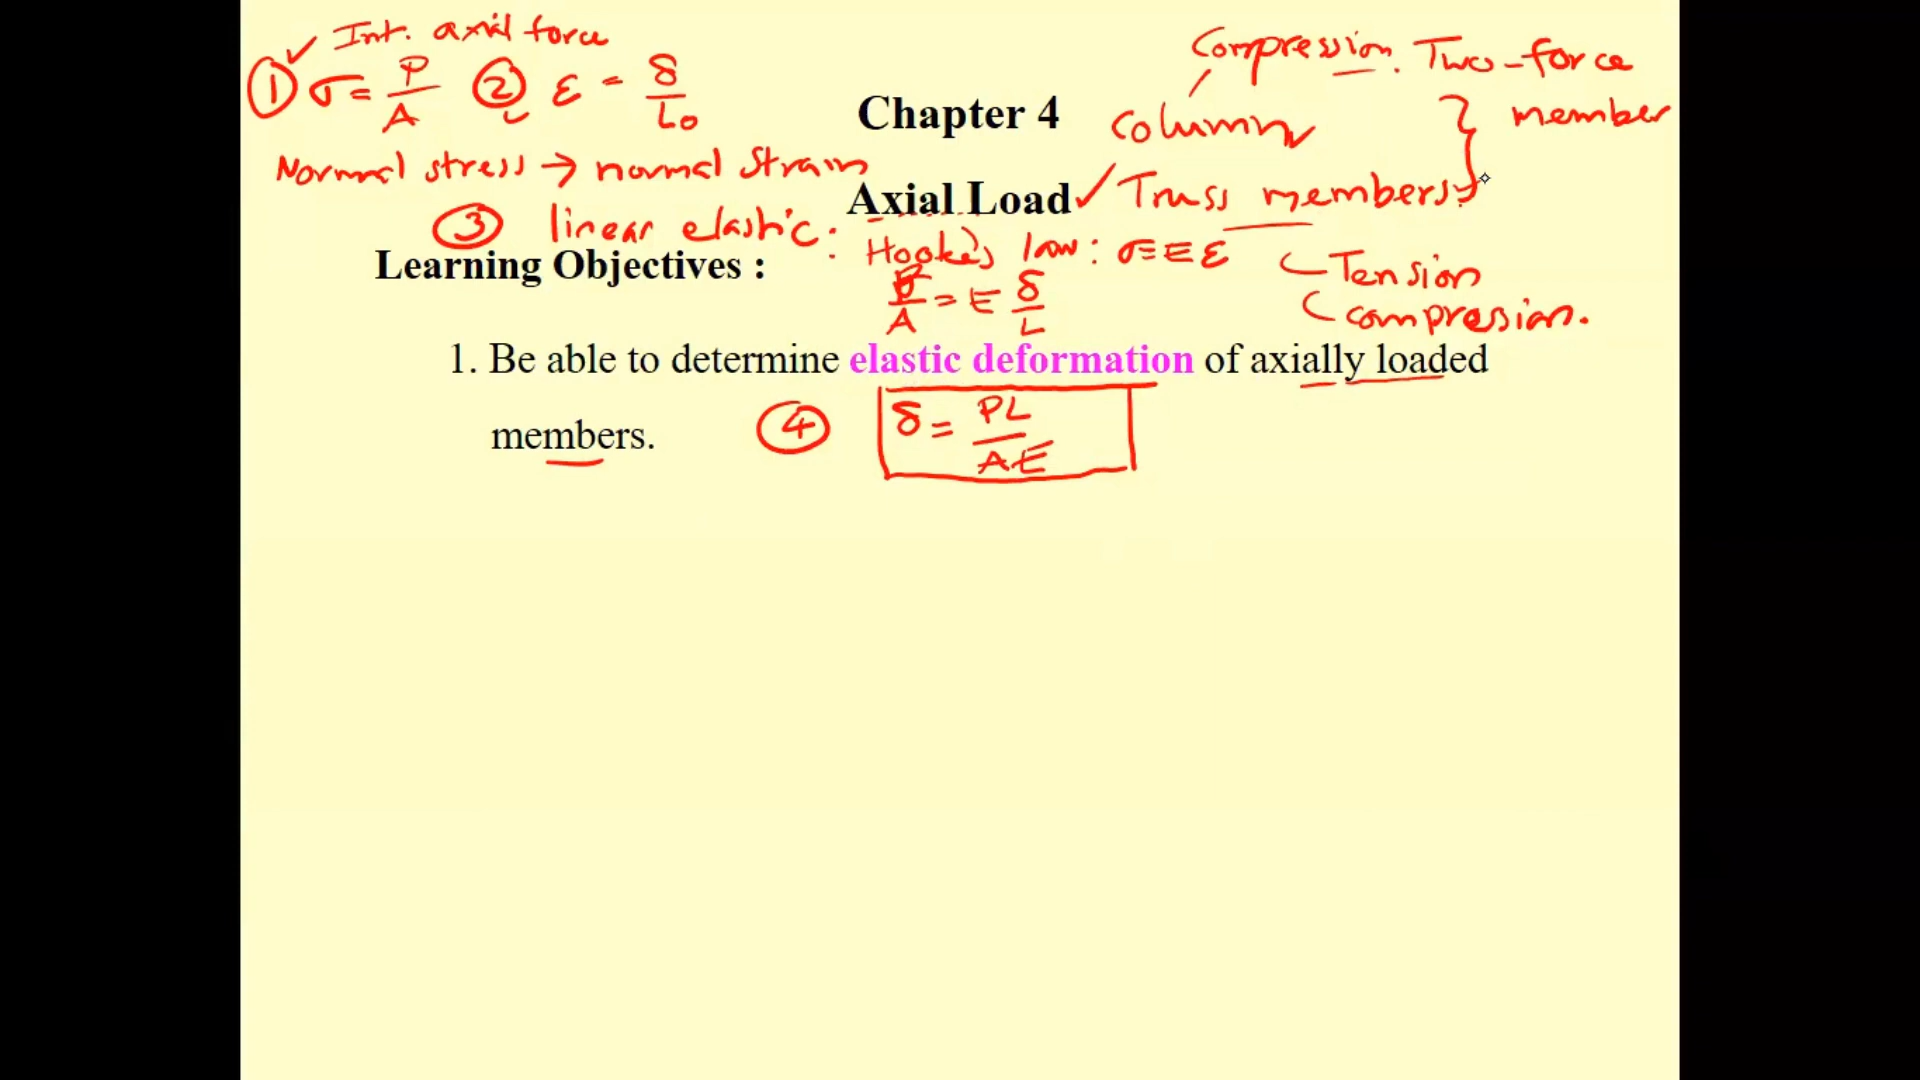 Int. axial force
① σ = P/A ② ε = δ/L₀
Normal stress → normal strain
Compression. Two-force member
Column
Chapter 4
Axial Load
✓ Truss members
Tension
compression.
③ linear elastic: Hooke's law: σ = E ε
P/A = E δ/L
Learning Objectives :
1. Be able to determine elastic deformation of axially loaded
members.
④ δ = PL/AE